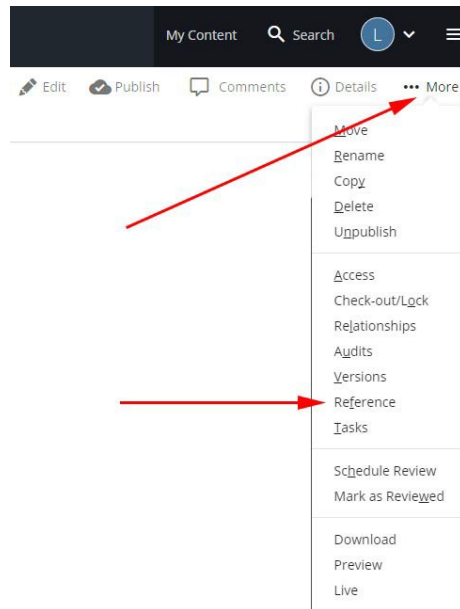 My Content Search L
Edit Publish Comments Details More
Move
Rename
Copy
Delete
Unpublish
Access
Check-out/Lock
Relationships
Audits
Versions
Reference
Tasks
Schedule Review
Mark as Reviewed
Download
Preview
Live